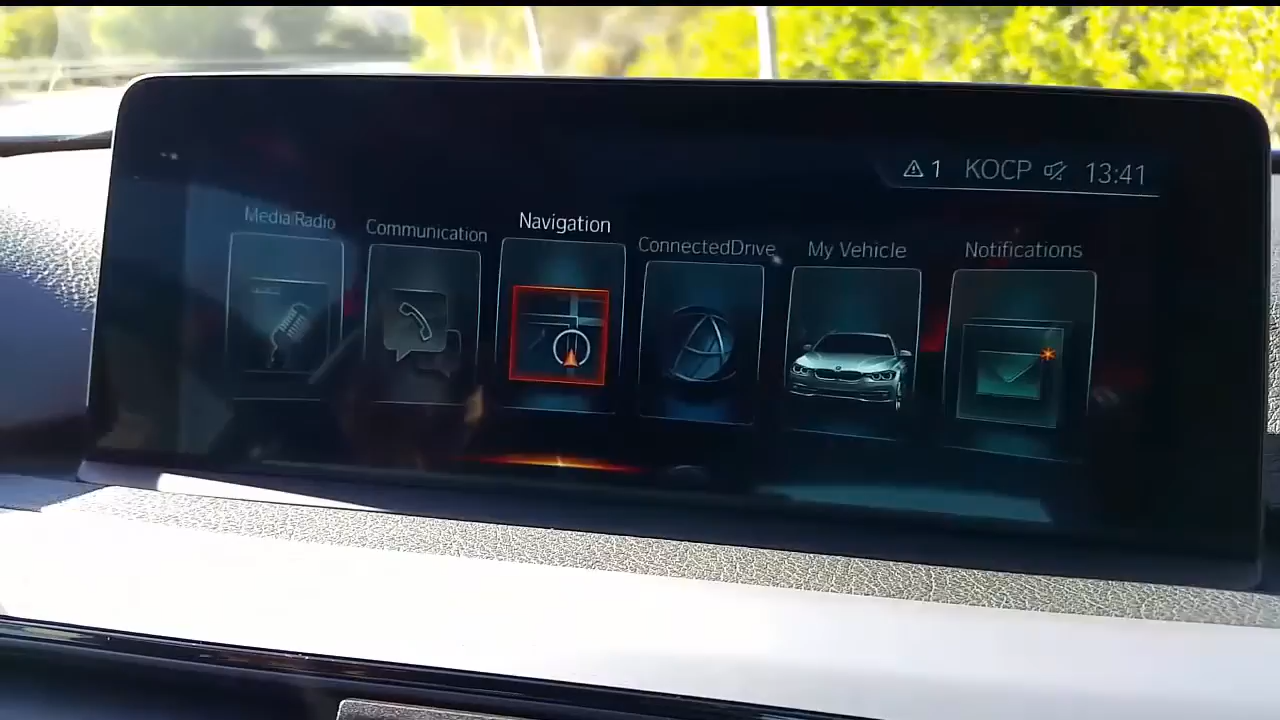 1 KOCP 13:41
Media/Radio
Communication
Navigation
ConnectedDrive
My Vehicle
Notifications